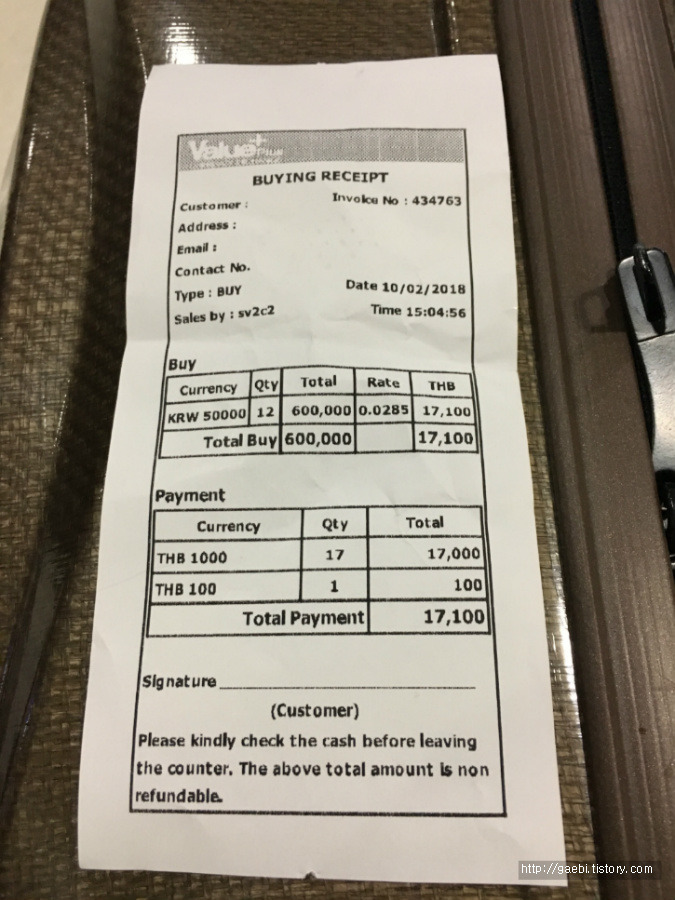 Value+ Plus
BUYING RECEIPT
Customer : Invoice No : 434763
Address :
Email :
Contact No.
Type : BUY Date 10/02/2018
Sales by : sv2c2 Time 15:04:56
Buy
Currency Qty Total Rate THB
KRW 50000 12 600,000 0.0285 17,100
Total Buy 600,000 17,100
Payment
Currency Qty Total
THB 1000 17 17,000
THB 100 1 100
Total Payment 17,100
Signature
(Customer)
Please kindly check the cash before leaving
the counter. The above total amount is non
refundable.
http://gaebi.tistory.com